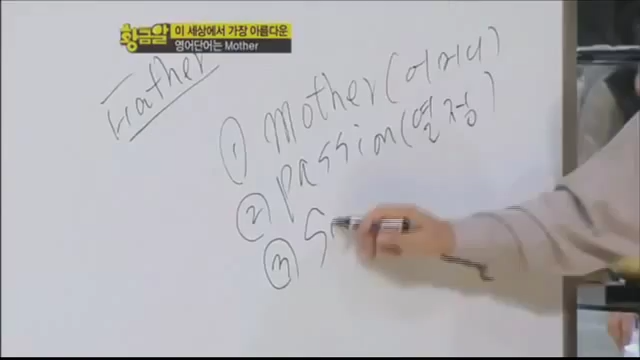 황금알 이 세상에서 가장 아름다운
영어단어는 Mother
Father
① Mother (어머니)
② Passion (열정)
③ S